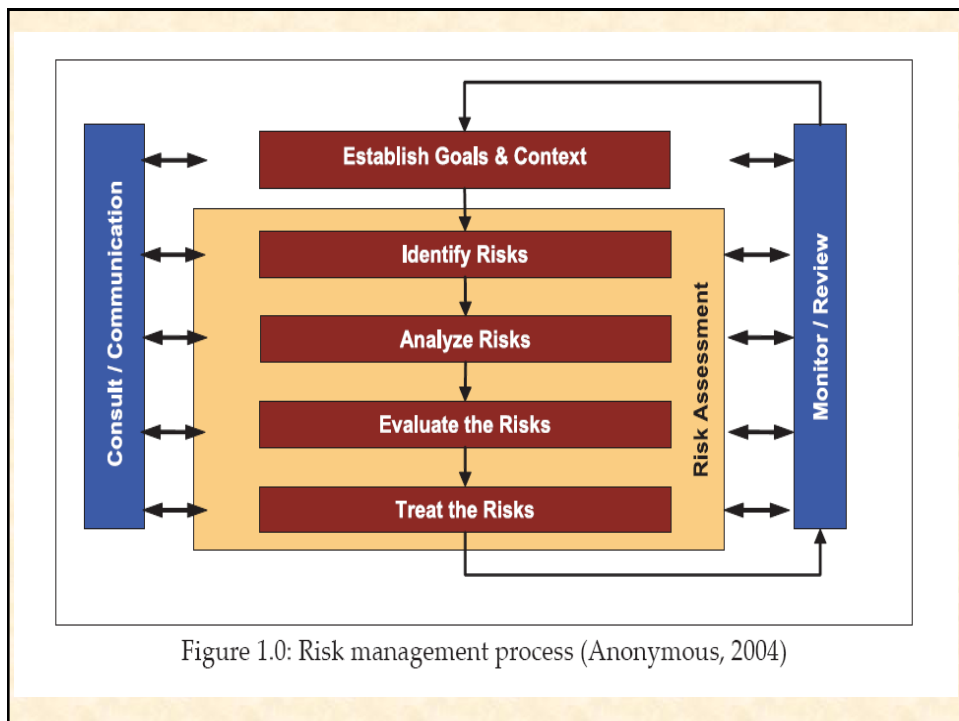 Establish Goals & Context
Consult / Communication
Identify Risks
Analyze Risks
Evaluate the Risks
Treat the Risks
Risk Assessment
Monitor / Review
Figure 1.0: Risk management process (Anonymous, 2004)